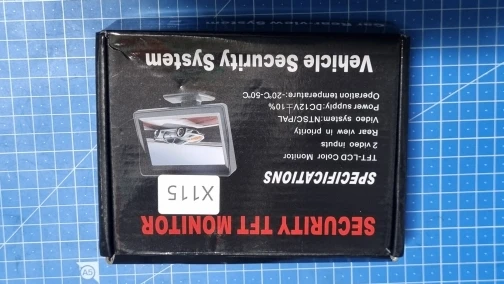 SECURITY TFT MONITOR
X115
SPECIFICATIONS
TFT-LCD Color Monitor
2 video inputs
Rear view in priority
Video system:NTSC/PAL
Power supply:DC12V±10%
Operation temperature:-20℃-50℃
Vehicle Security System
A5